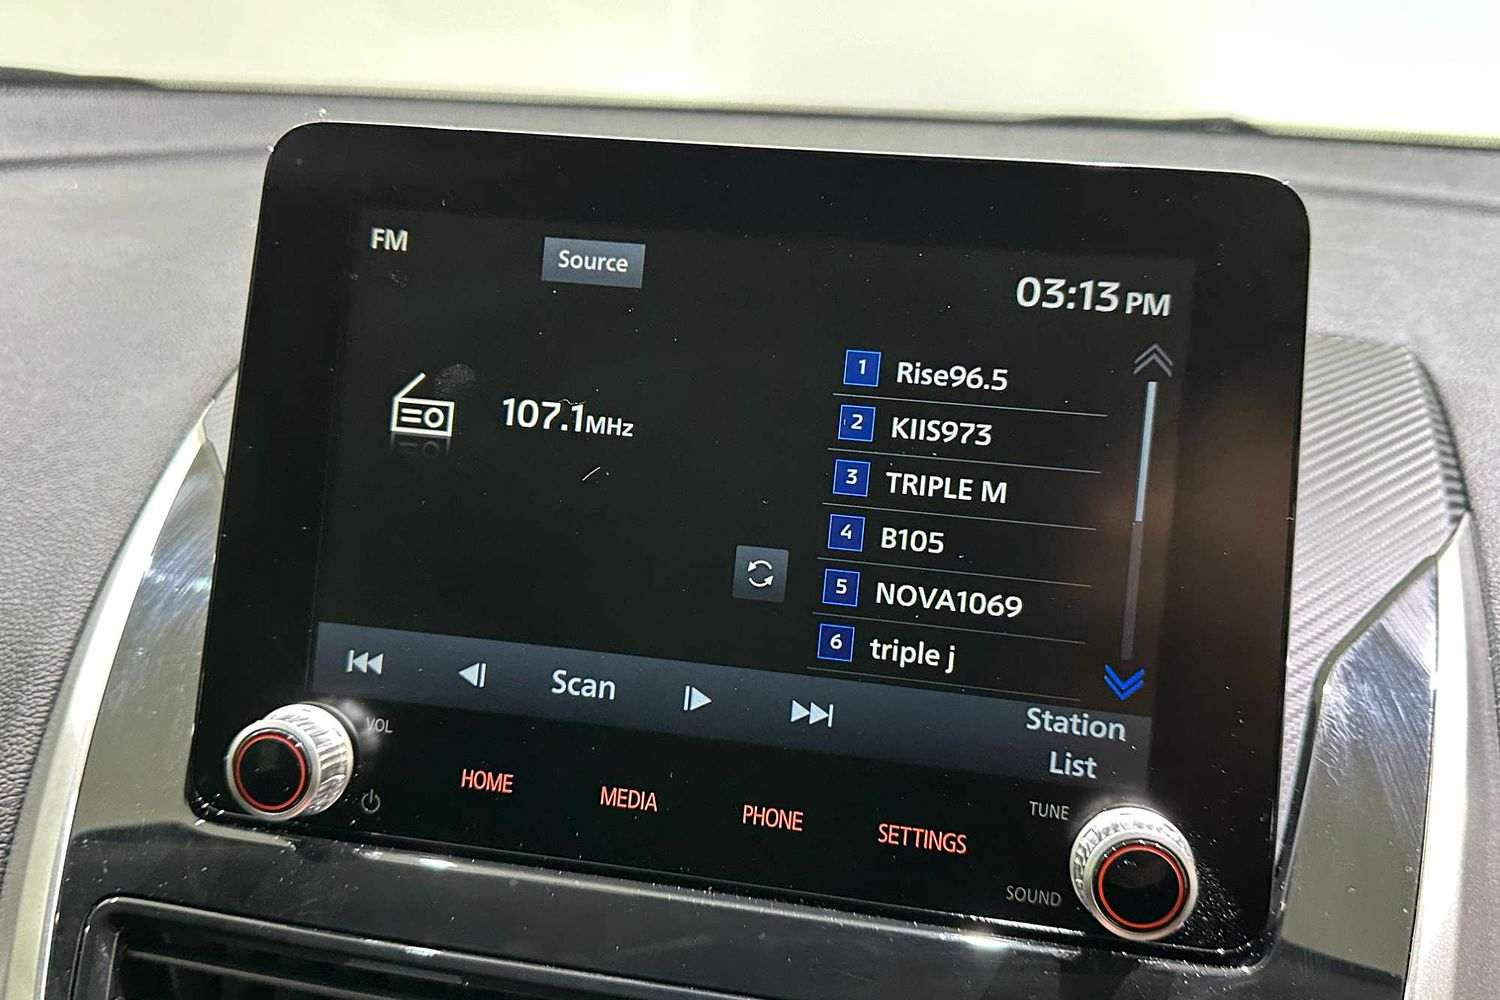 FM
Source
03:13 PM
107.1MHz
1 Rise96.5
2 KIIS973
3 TRIPLE M
4 B105
5 NOVA1069
6 triple j
Scan
Station
List
VOL
HOME
MEDIA
PHONE
SETTINGS
TUNE
SOUND